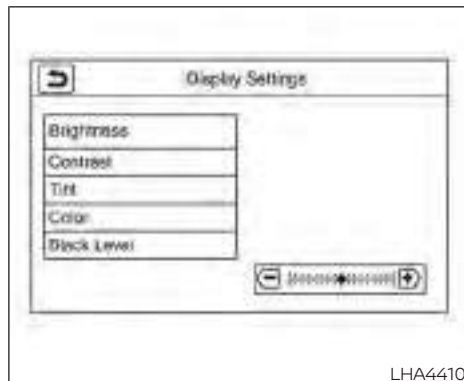 Display Settings
Brightness
Contrast
Tint
Color
Black Level
LHA4410